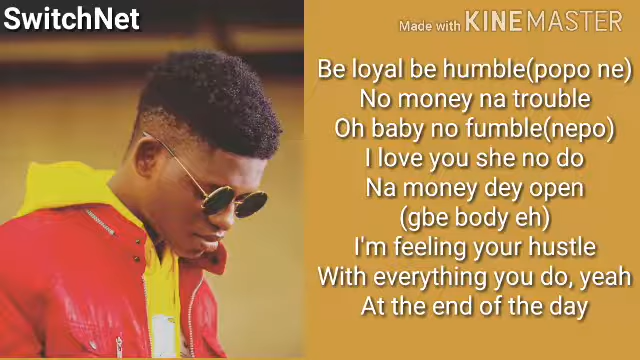 SwitchNet
Made with KINEMASTER
Be loyal be humble(popo ne)
No money na trouble
Oh baby no fumble(nepo)
I love you she no do
Na money dey open
(gbe body eh)
I'm feeling your hustle
With everything you do, yeah
At the end of the day